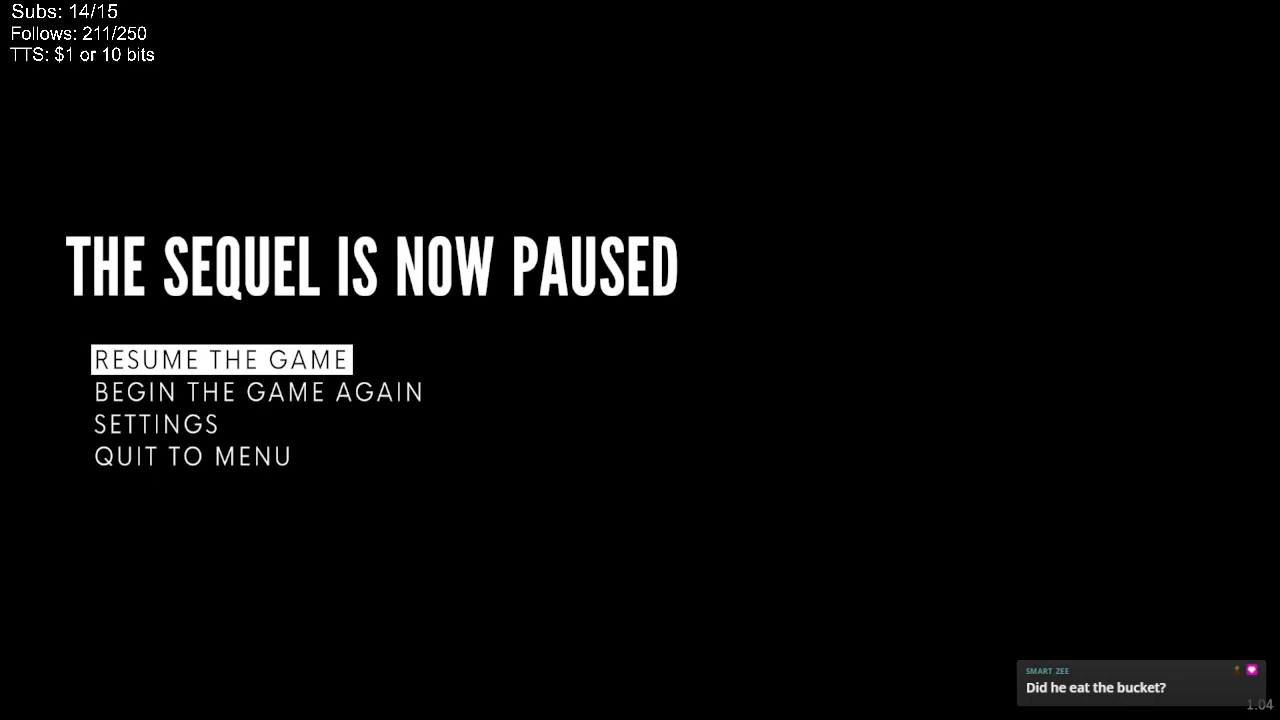 Subs: 14/15
Follows: 211/250
TTS: $1 or 10 bits
THE SEQUEL IS NOW PAUSED
RESUME THE GAME
BEGIN THE GAME AGAIN
SETTINGS
QUIT TO MENU
SMART ZEE
Did he eat the bucket?
1.04